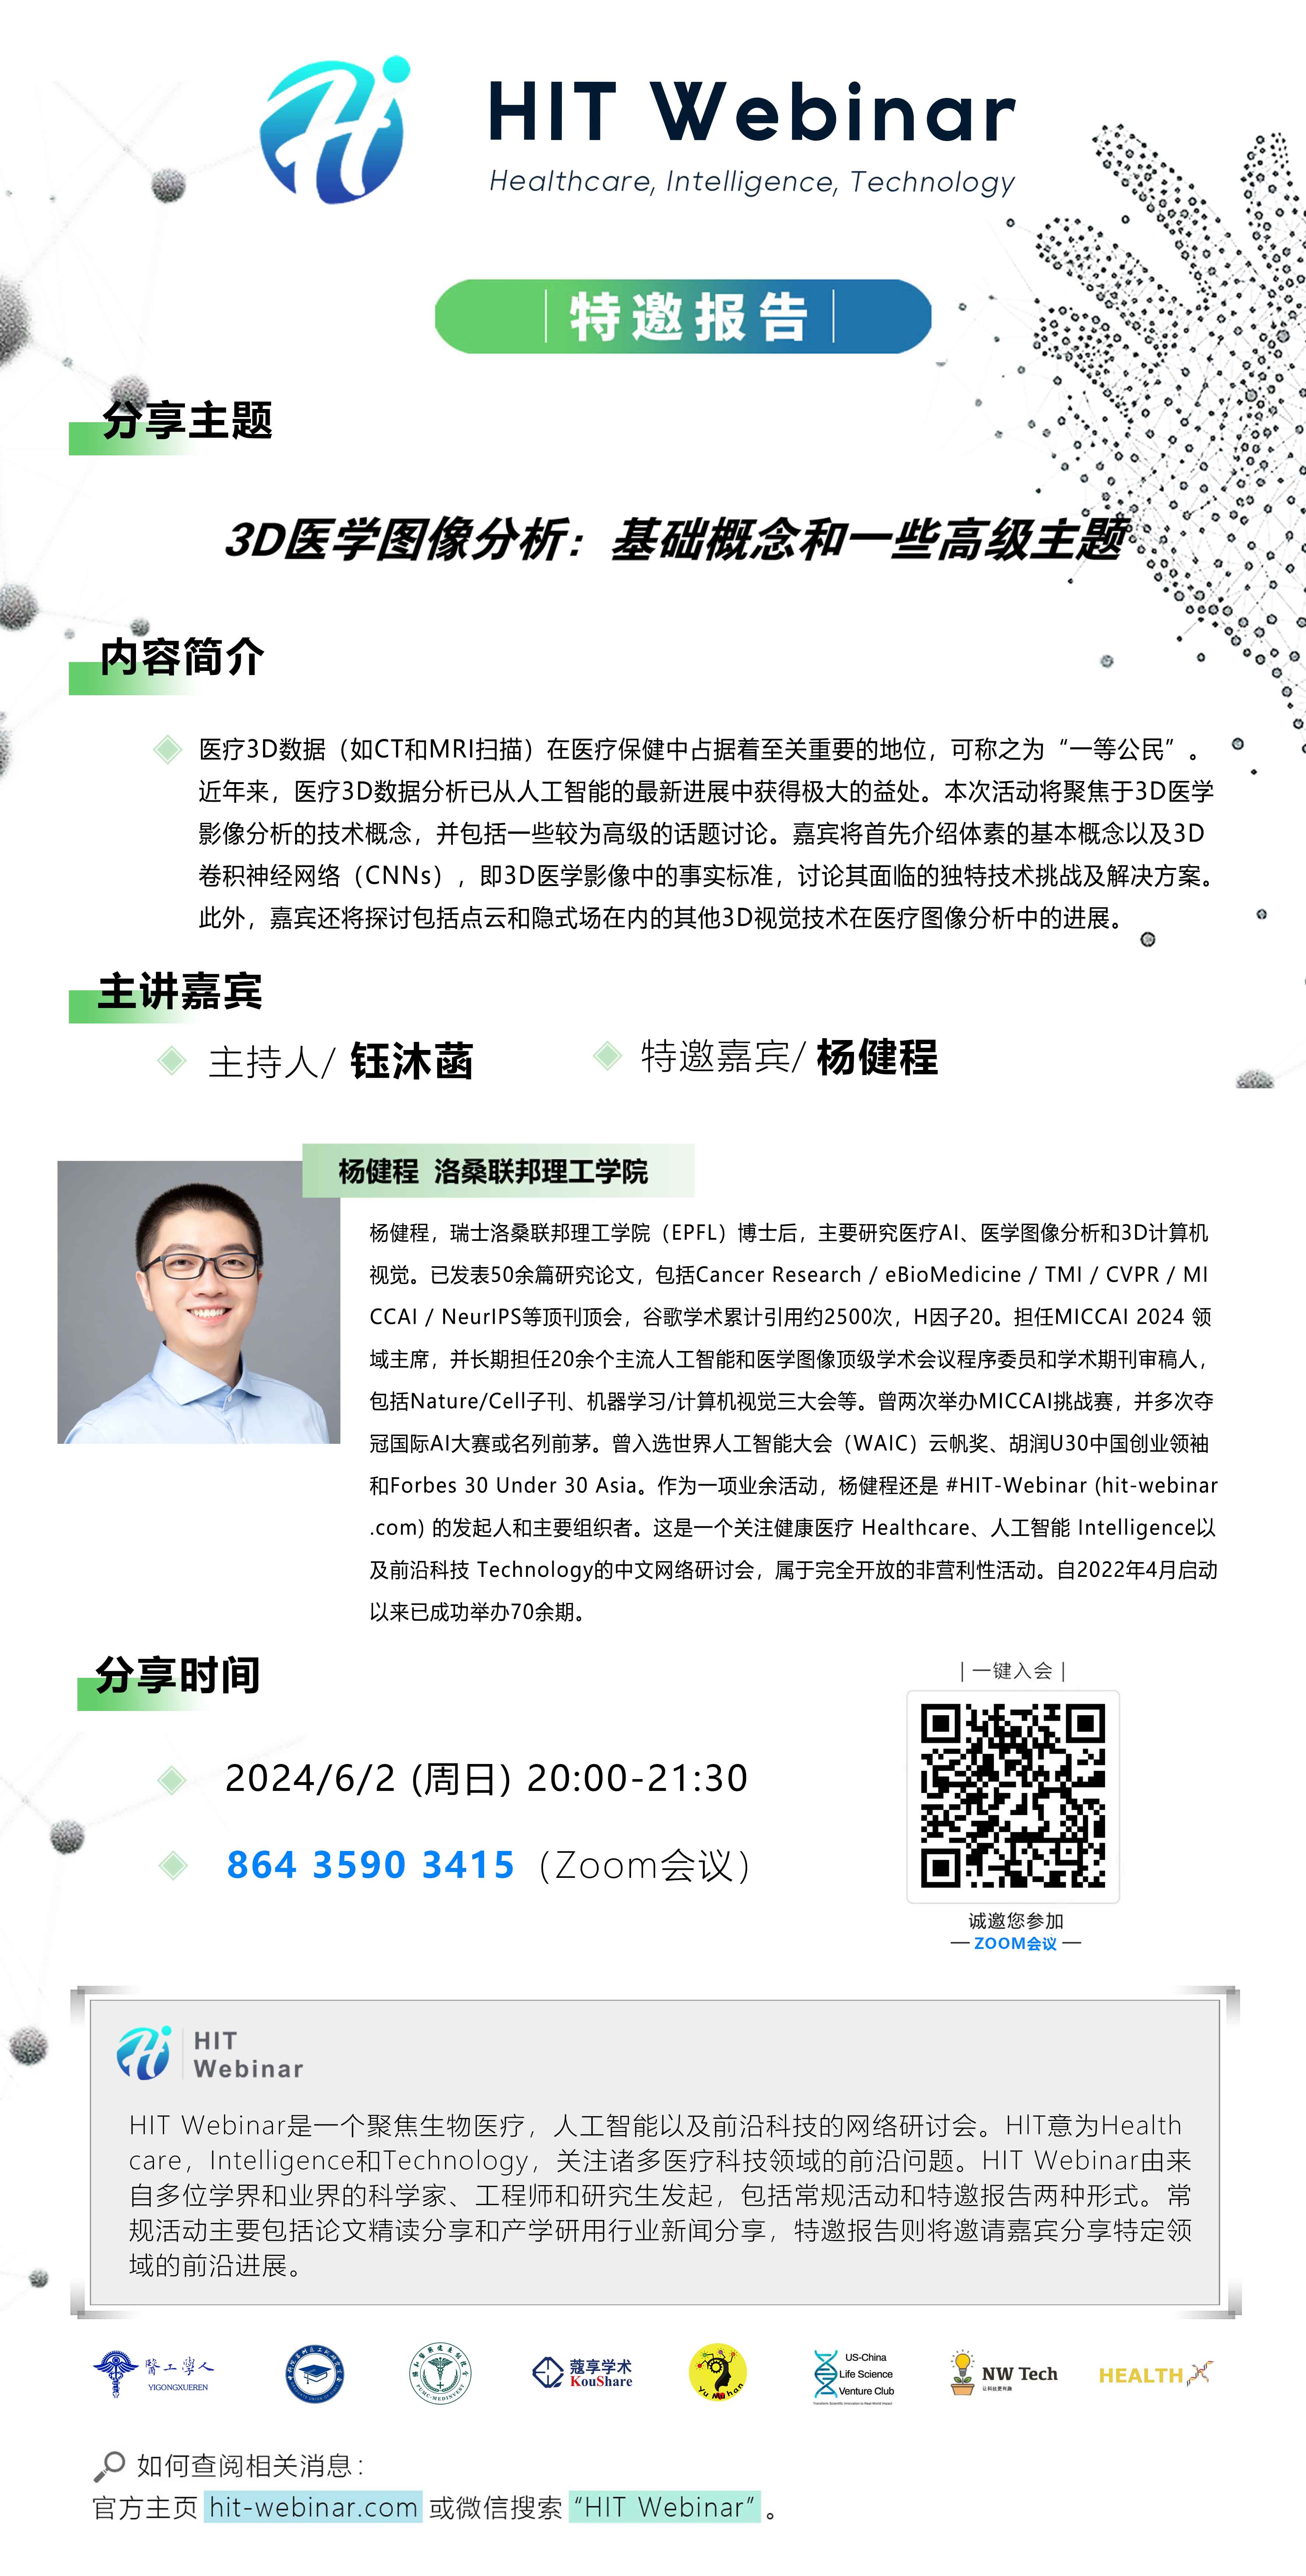 HIT Webinar
Healthcare, Intelligence, Technology
特邀报告
分享主题
3D医学图像分析：基础概念和一些高级主题
内容简介
医疗3D数据（如CT和MRI扫描）在医疗保健中占据着至关重要的地位，可称之为“一等公民”。
近年来，医疗3D数据分析已从人工智能的最新进展中获得极大的益处。本次活动将聚焦于3D医学
影像分析的技术概念，并包括一些较为高级的话题讨论。嘉宾将首先介绍体素的基本概念以及3D
卷积神经网络（CNNs），即3D医学影像中的事实标准，讨论其面临的独特技术挑战及解决方案。
此外，嘉宾还将探讨包括点云和隐式场在内的其他3D视觉技术在医疗图像分析中的进展。
主讲嘉宾
主持人/ 钰沐菡
特邀嘉宾/ 杨健程
杨健程 洛桑联邦理工学院
杨健程，瑞士洛桑联邦理工学院（EPFL）博士后，主要研究医疗AI、医学图像分析和3D计算机
视觉。已发表50余篇研究论文，包括Cancer Research / eBioMedicine / TMI / CVPR / MI
CCAI / NeurIPS等顶刊顶会，谷歌学术累计引用约2500次，H因子20。担任MICCAI 2024 领
域主席，并长期担任20余个主流人工智能和医学图像顶级学术会议程序委员和学术期刊审稿人，
包括Nature/Cell子刊、机器学习/计算机视觉三大会等。曾两次举办MICCAI挑战赛，并多次夺
冠国际AI大赛或名列前茅。曾入选世界人工智能大会（WAIC）云帆奖、胡润U30中国创业领袖
和Forbes 30 Under 30 Asia。作为一项业余活动，杨健程还是 #HIT-Webinar (hit-webinar
.com) 的发起人和主要组织者。这是一个关注健康医疗 Healthcare、人工智能 Intelligence以
及前沿科技 Technology的中文网络研讨会，属于完全开放的非营利性活动。自2022年4月启动
以来已成功举办70余期。
分享时间
2024/6/2 (周日) 20:00-21:30
864 3590 3415（Zoom会议）
| 一键入会 |
诚邀您参加
— ZOOM会议 —
HIT
Webinar
HIT Webinar是一个聚焦生物医疗，人工智能以及前沿科技的网络研讨会。HIT意为Health
care，Intelligence和Technology，关注诸多医疗科技领域的前沿问题。HIT Webinar由来
自多位学界和业界的科学家、工程师和研究生发起，包括常规活动和特邀报告两种形式。常
规活动主要包括论文精读分享和产学研用行业新闻分享，特邀报告则将邀请嘉宾分享特定领
域的前沿进展。
醫工學人
YIGONGXUEREN
PUMC-MEDINVEST
蔻享学术
KouShare
Yu Mohan
US-China
Life Science
Venture Club
NW Tech
让科技更有趣
HEALTH X
如何查阅相关消息：
官方主页 hit-webinar.com 或微信搜索 “HIT Webinar” 。